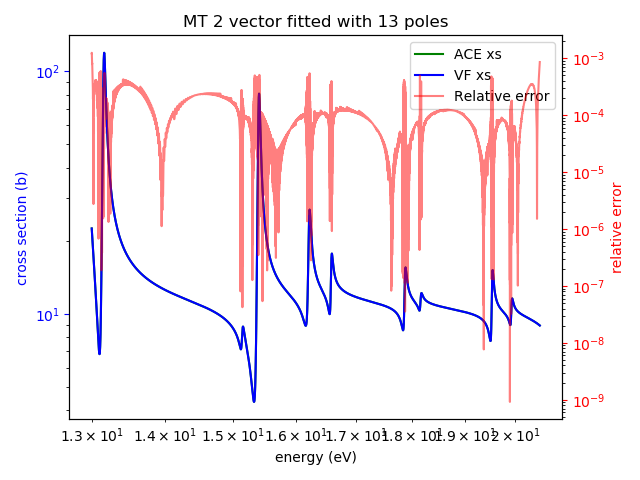 MT 2 vector fitted with 13 poles
ACE xs
VF xs
Relative error
cross section (b)
10²
10¹
relative error
10⁻³
10⁻⁴
10⁻⁵
10⁻⁶
10⁻⁷
10⁻⁸
10⁻⁹
1.3×10¹ 1.4×10¹ 1.5×10¹ 1.6×10¹ 1.7×10¹ 1.8×10¹ 1.9×10¹ 2×10¹
energy (eV)